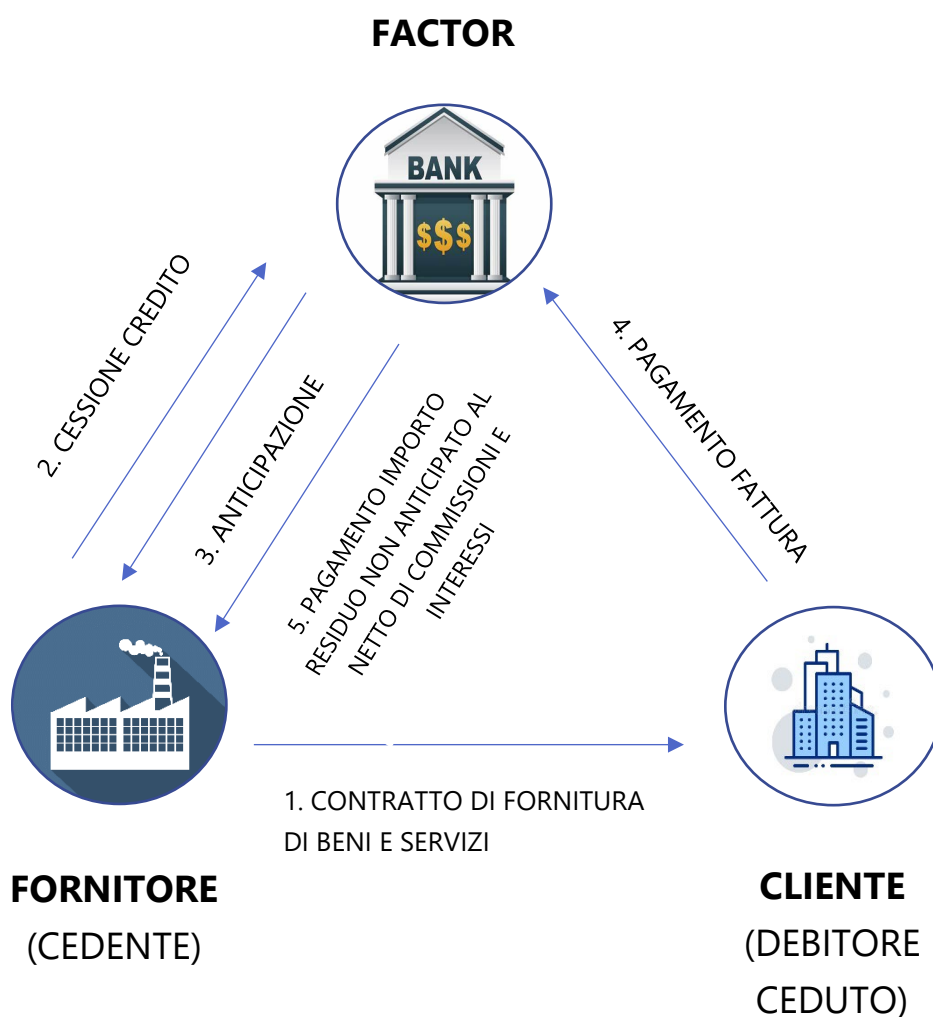 FACTOR
BANK
$$$
2. CESSIONE CREDITO
3. ANTICIPAZIONE
5. PAGAMENTO IMPORTO
RESIDUO NON ANTICIPATO AL
NETTO DI COMMISSIONI E
INTERESSI
4. PAGAMENTO FATTURA
1. CONTRATTO DI FORNITURA
DI BENI E SERVIZI
FORNITORE
(CEDENTE)
CLIENTE
(DEBITORE
CEDUTO)